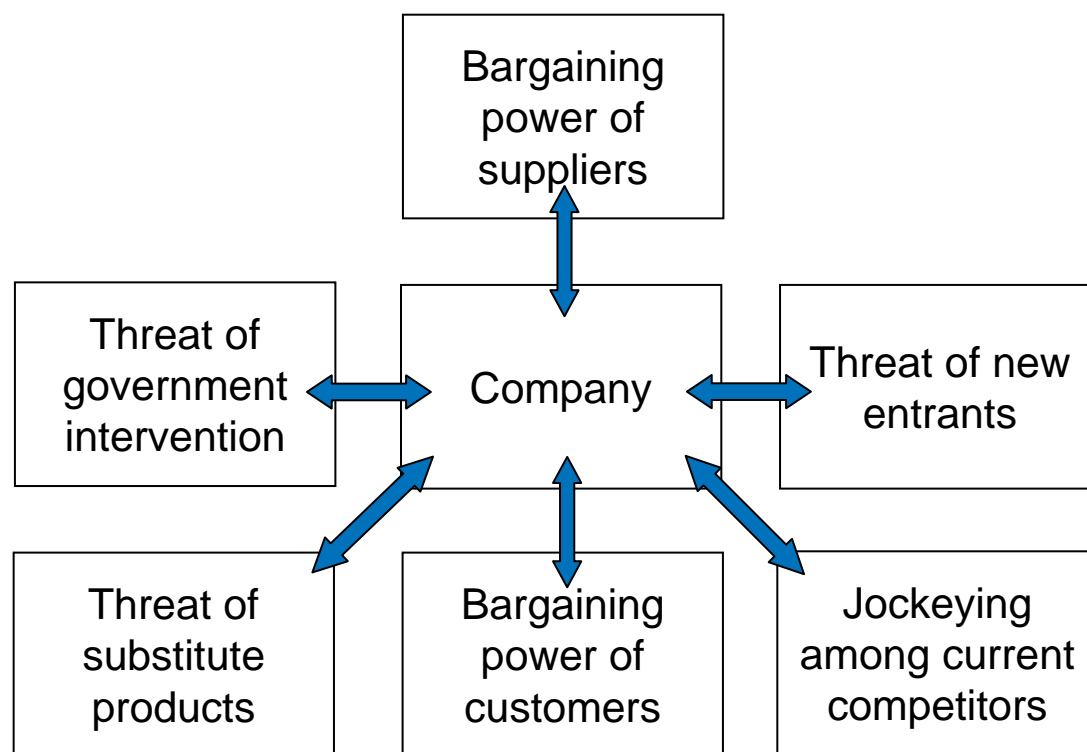 Bargaining
power of
suppliers
Threat of
government
intervention
Company
Threat of new
entrants
Threat of
substitute
products
Bargaining
power of
customers
Jockeying
among current
competitors